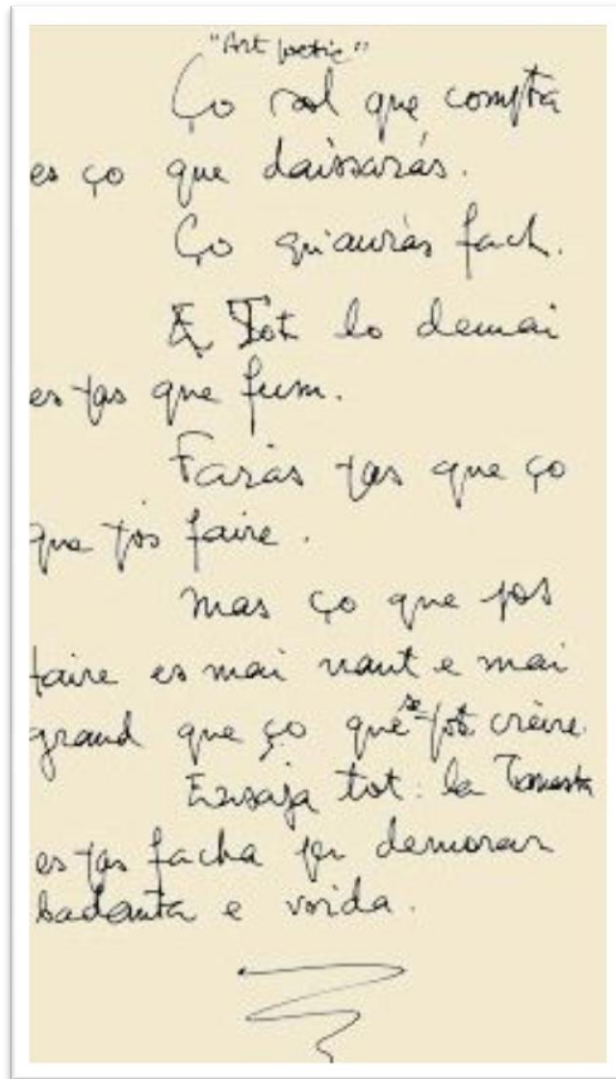 "Art poetic"
Ço sol que compta
es ço que daissaràs.
Ço qu'auràs fach.
E Tot lo demai
es pas que fum.
Faràs pas que ço
que pòs faire.
mas ço que pòs
faire es mai naut e mai
grand que ço que se pòt creire.
Ensaja tot: la
es pas facha per demorar
badanta e voida.